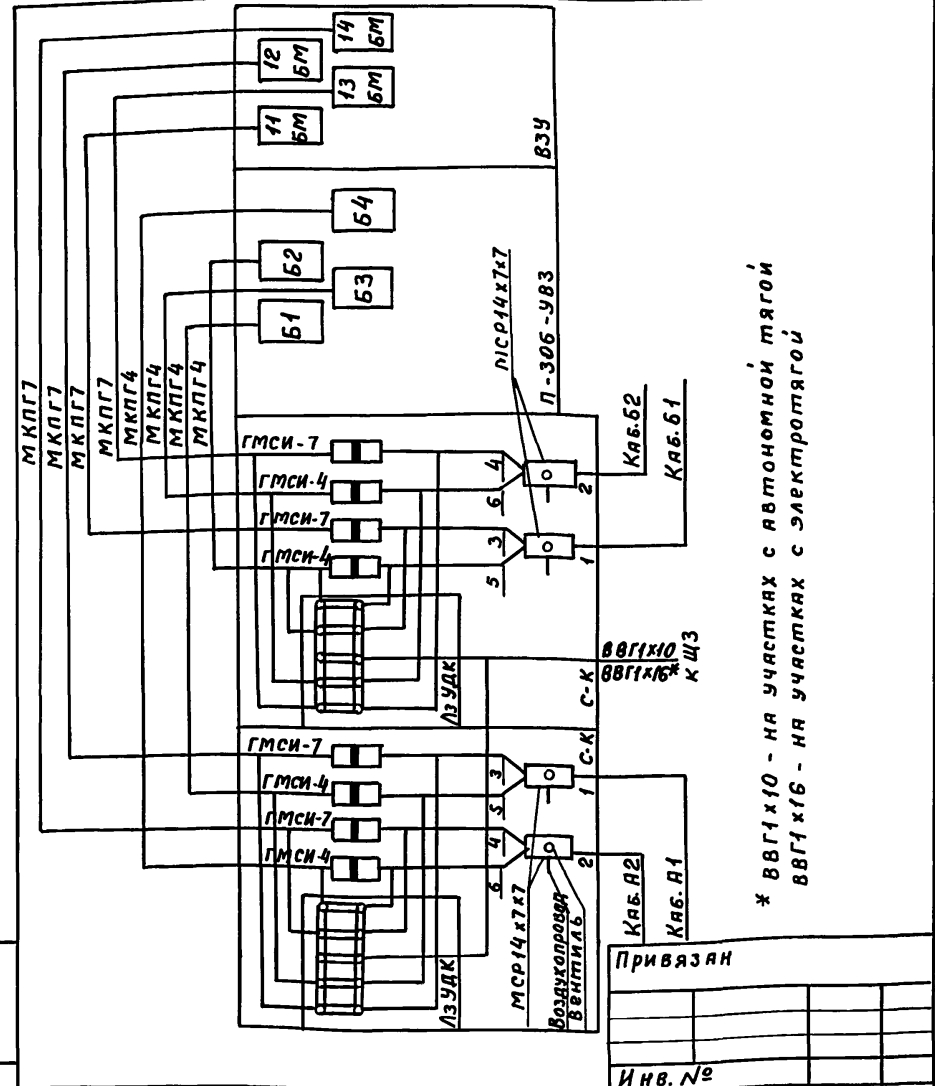 14 БМ
12 БМ
13 БМ
11 БМ
ВЗУ
Б4
Б2
Б3
Б1
П-306-УВЗ
МКПГ7
МКПГ7
МКПГ7
МКПГ7
МКПГ4
МКПГ4
МКПГ4
МКПГ4
МСР14х7х7
ГМСИ-7
ГМСИ-4
ГМСИ-7
ГМСИ-4
4
6
3
5
2
1
Каб.Б2
Каб.Б1
ЛзУДК
С-К
ВВГ1х10
ВВГ1х16*
к ЩЗ
ГМСИ-7
ГМСИ-4
ГМСИ-7
ГМСИ-4
3
5
4
6
1
2
С-К
ЛзУДК
МСР14х7х7
Воздухопровод
Вентиль
Каб.А2
Каб.А1
* ВВГ1х10 - на участках с автономной тягой
ВВГ1х16 - на участках с электротягой
Привязан
Инв. №